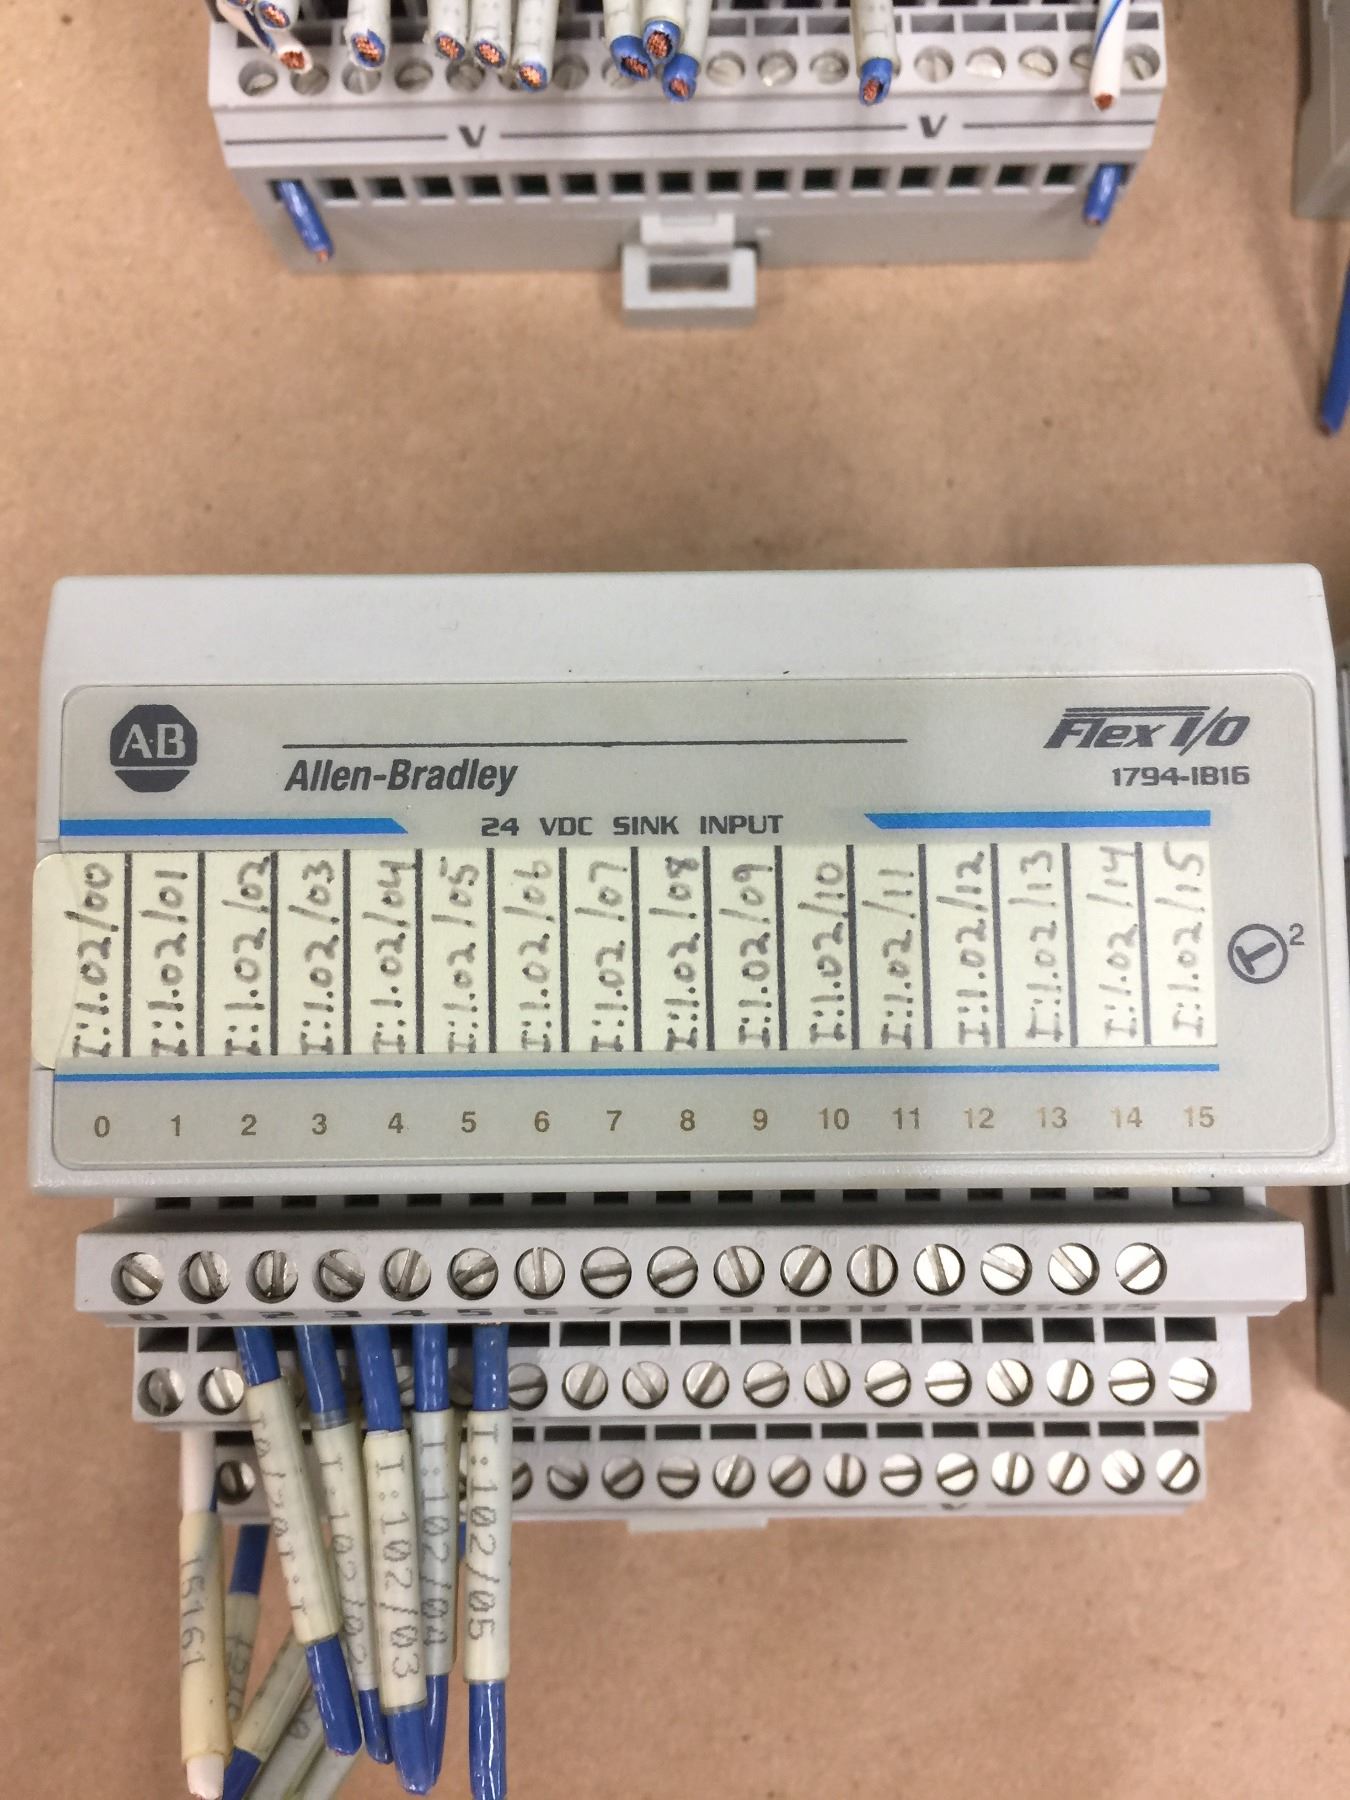 V V
A·B
Flex I/O
Allen-Bradley
1794-IB16
24 VDC SINK INPUT
I:1.02/00 I:1.02/01 I:1.02/02 I:1.02/03 I:1.02/04 I:1.02/05 I:1.02/06 I:1.02/07 I:1.02/08 I:1.02/09 I:1.02/10 I:1.02/11 I:1.02/12 I:1.02/13 I:1.02/14 I:1.02/15
2
0 1 2 3 4 5 6 7 8 9 10 11 12 13 14 15
0 1 2 3 4 5 6 7 8 9 10 11 12 13 14 15
I:102/02
I:102/03
I:102/04
I:102/05